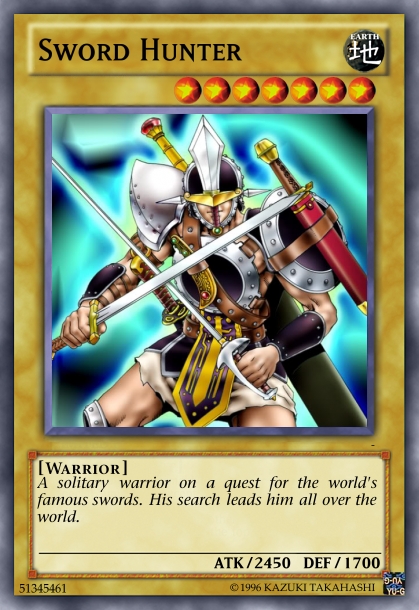 SWORD HUNTER
EARTH
地
[WARRIOR]
A solitary warrior on a quest for the world's
famous swords. His search leads him all over the
world.
ATK/2450 DEF/1700
51345461
©1996 KAZUKI TAKAHASHI